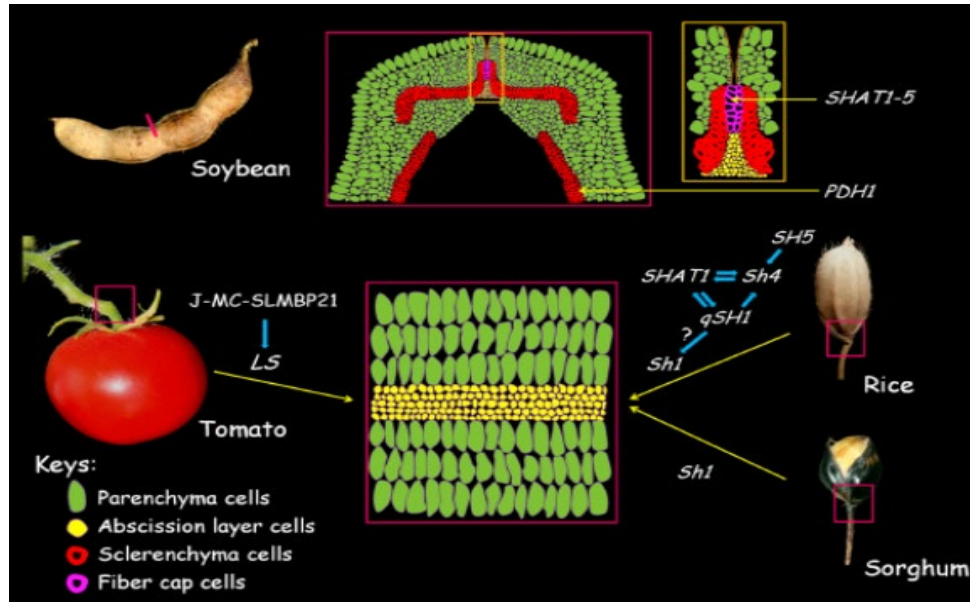 Soybean
SHAT1-5
PDH1
SH5
SHAT1
Sh4
J-MC-SLMBP21
qSH1
?
LS
Sh1
Rice
Tomato
Keys:
Sh1
Parenchyma cells
Abscission layer cells
Sclerenchyma cells
Sorghum
Fiber cap cells